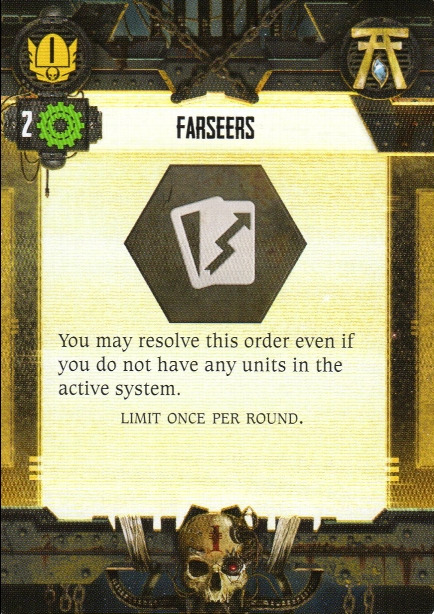 2
FARSEERS
You may resolve this order even if
you do not have any units in the
active system.
LIMIT ONCE PER ROUND.
I